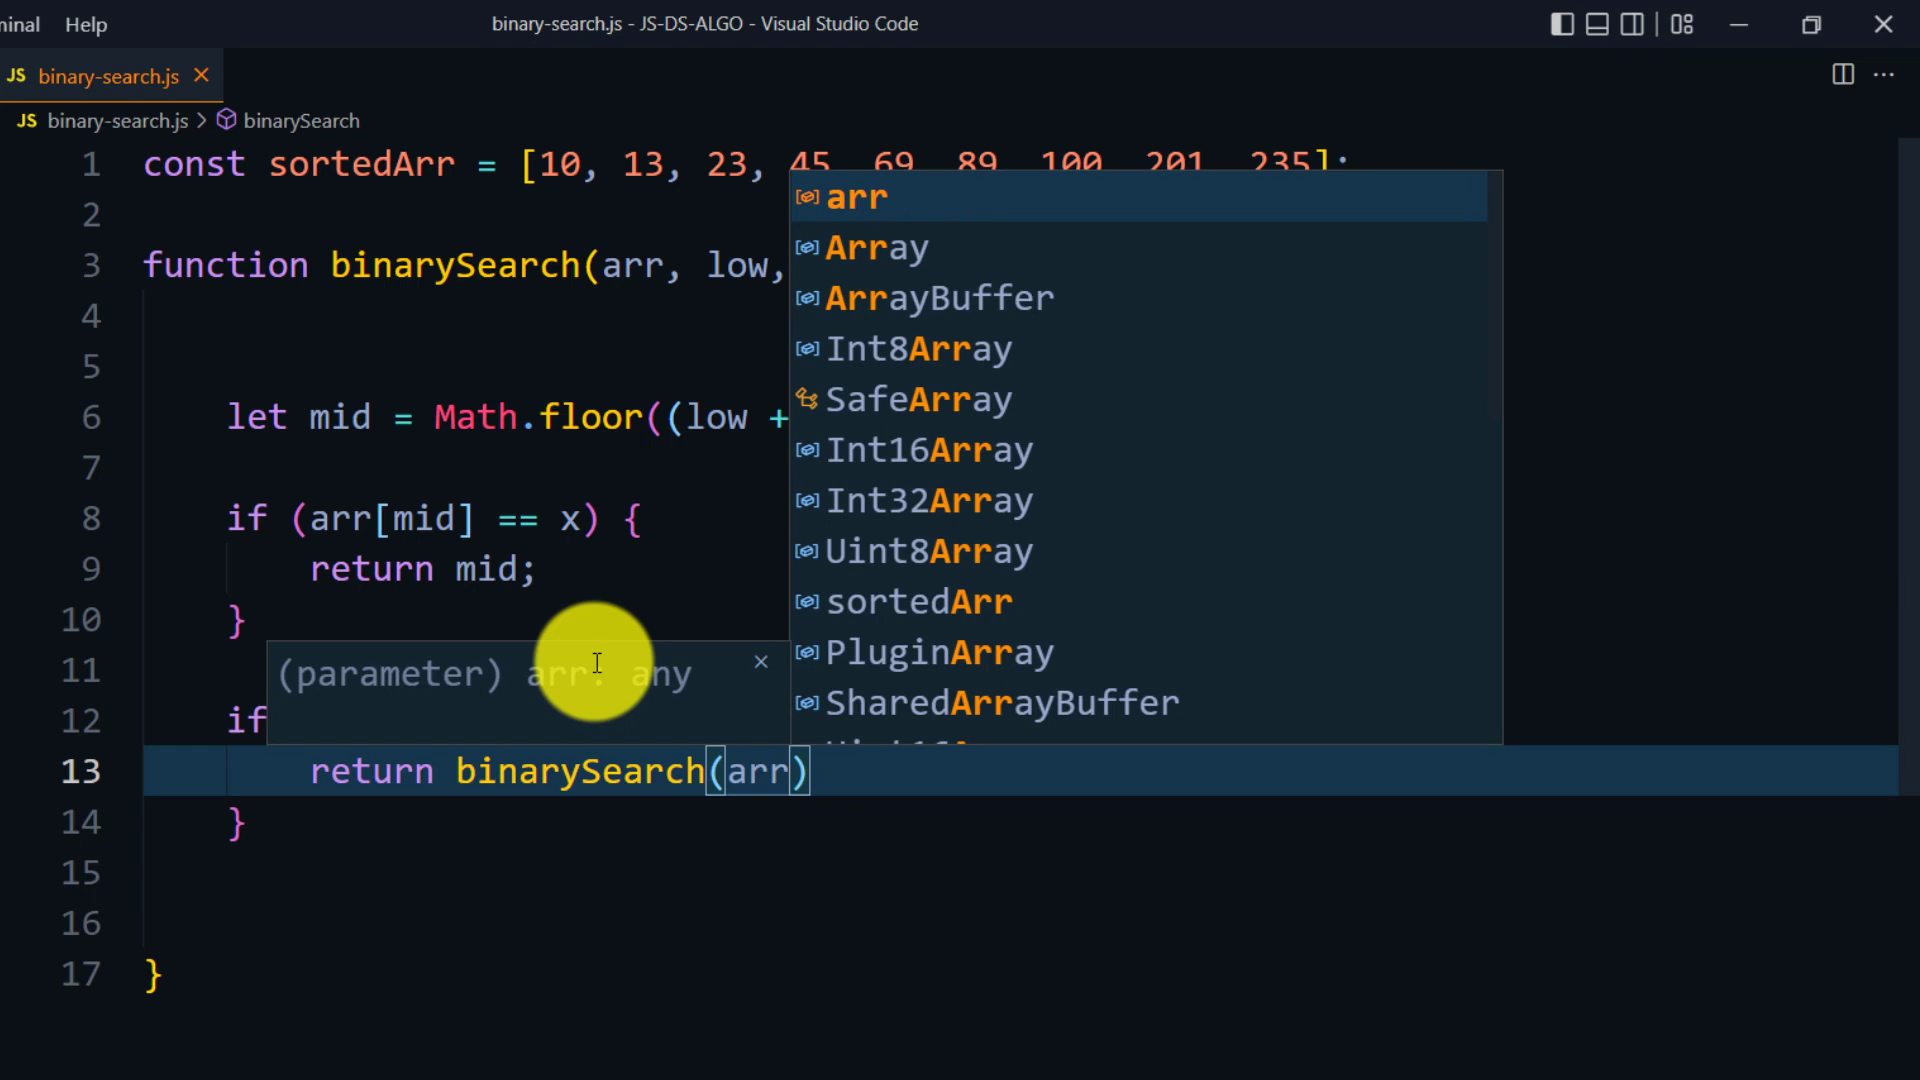 minal Help binary-search.js - JS-DS-ALGO - Visual Studio Code
JS binary-search.js
JS binary-search.js > binarySearch
1 const sortedArr = [10, 13, 23, 45 69 89 100 201 235];
2
3 function binarySearch(arr, low,
4
5
6 let mid = Math.floor((low +
7
8 if (arr[mid] == x) {
9 return mid;
10 }
11
12 if
13 return binarySearch(arr)
14 }
15
16
17 }
(parameter) arr: any
arr
Array
ArrayBuffer
Int8Array
SafeArray
Int16Array
Int32Array
Uint8Array
sortedArr
PluginArray
SharedArrayBuffer